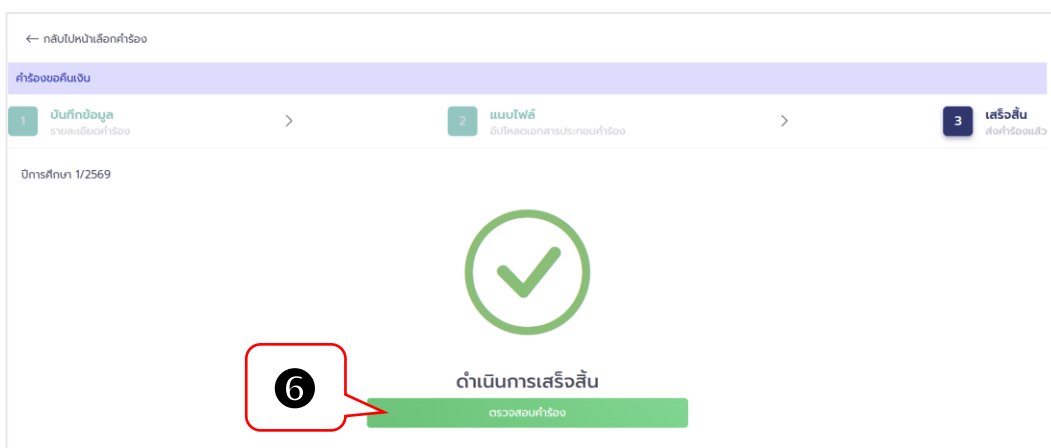 ← กลับไปหน้าเลือกคำร้อง
คำร้องขอคืนเงิน
1 บันทึกข้อมูล
รายละเอียดคำร้อง
>
2 แนบไฟล์
อัปโหลดเอกสารประกอบคำร้อง
>
3 เสร็จสิ้น
ส่งคำร้องแล้ว
ปีการศึกษา 1/2569
ดำเนินการเสร็จสิ้น
6
ตรวจสอบคำร้อง